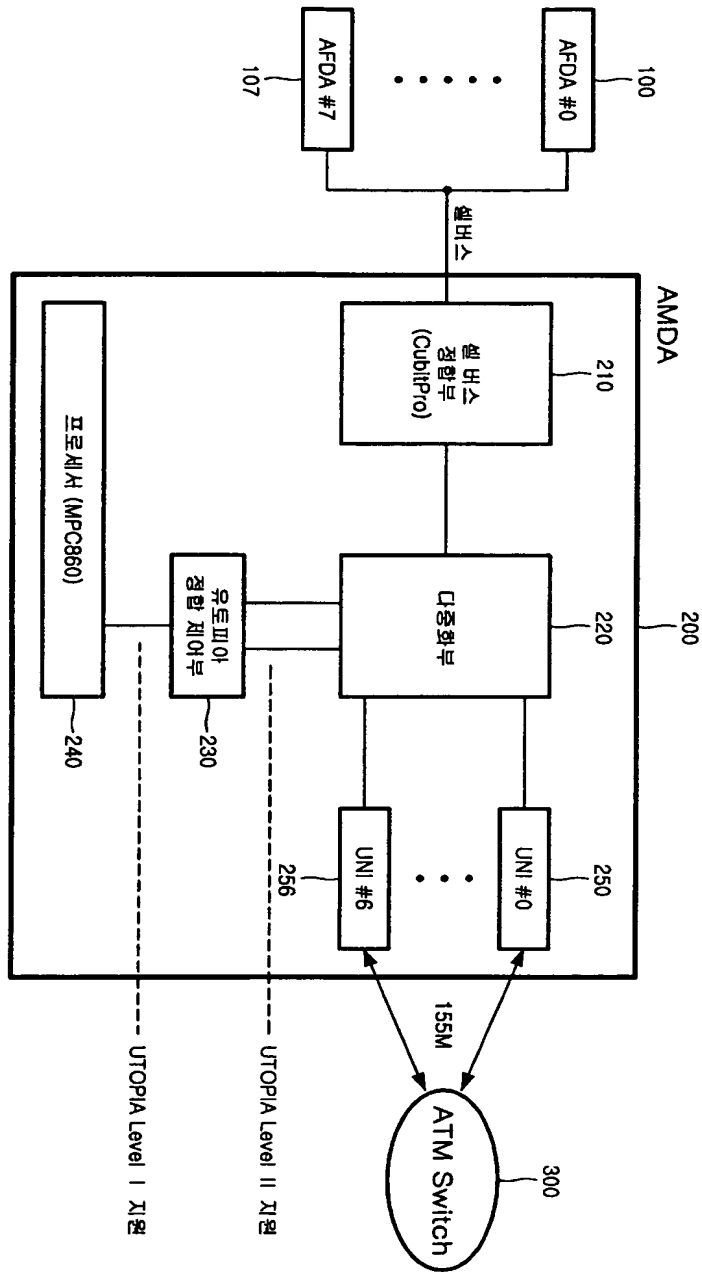 AMDA
200
100
AFDA #0
AFDA #7
107
셀버스
210
셀 버스
정합부
(CubitPro)
220
다중화부
250
UNI #0
UNI #6
256
155M
ATM Switch
300
유토피아
정합 제어부
230
프로세서 (MPC860)
240
UTOPIA Level II 지원
UTOPIA Level I 지원